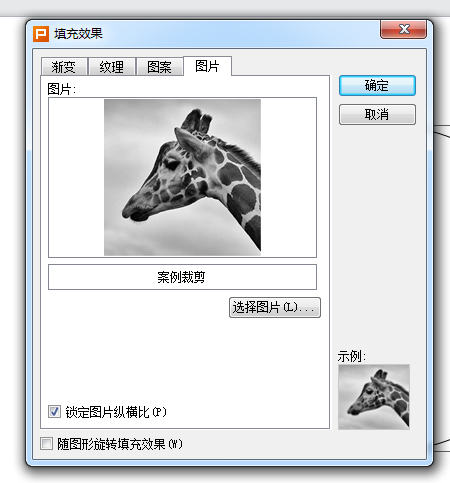 填充效果
渐变 纹理 图案 图片
图片:
案例裁剪
选择图片(L)...
锁定图片纵横比(P)
随图形旋转填充效果(W)
确定
取消
示例: